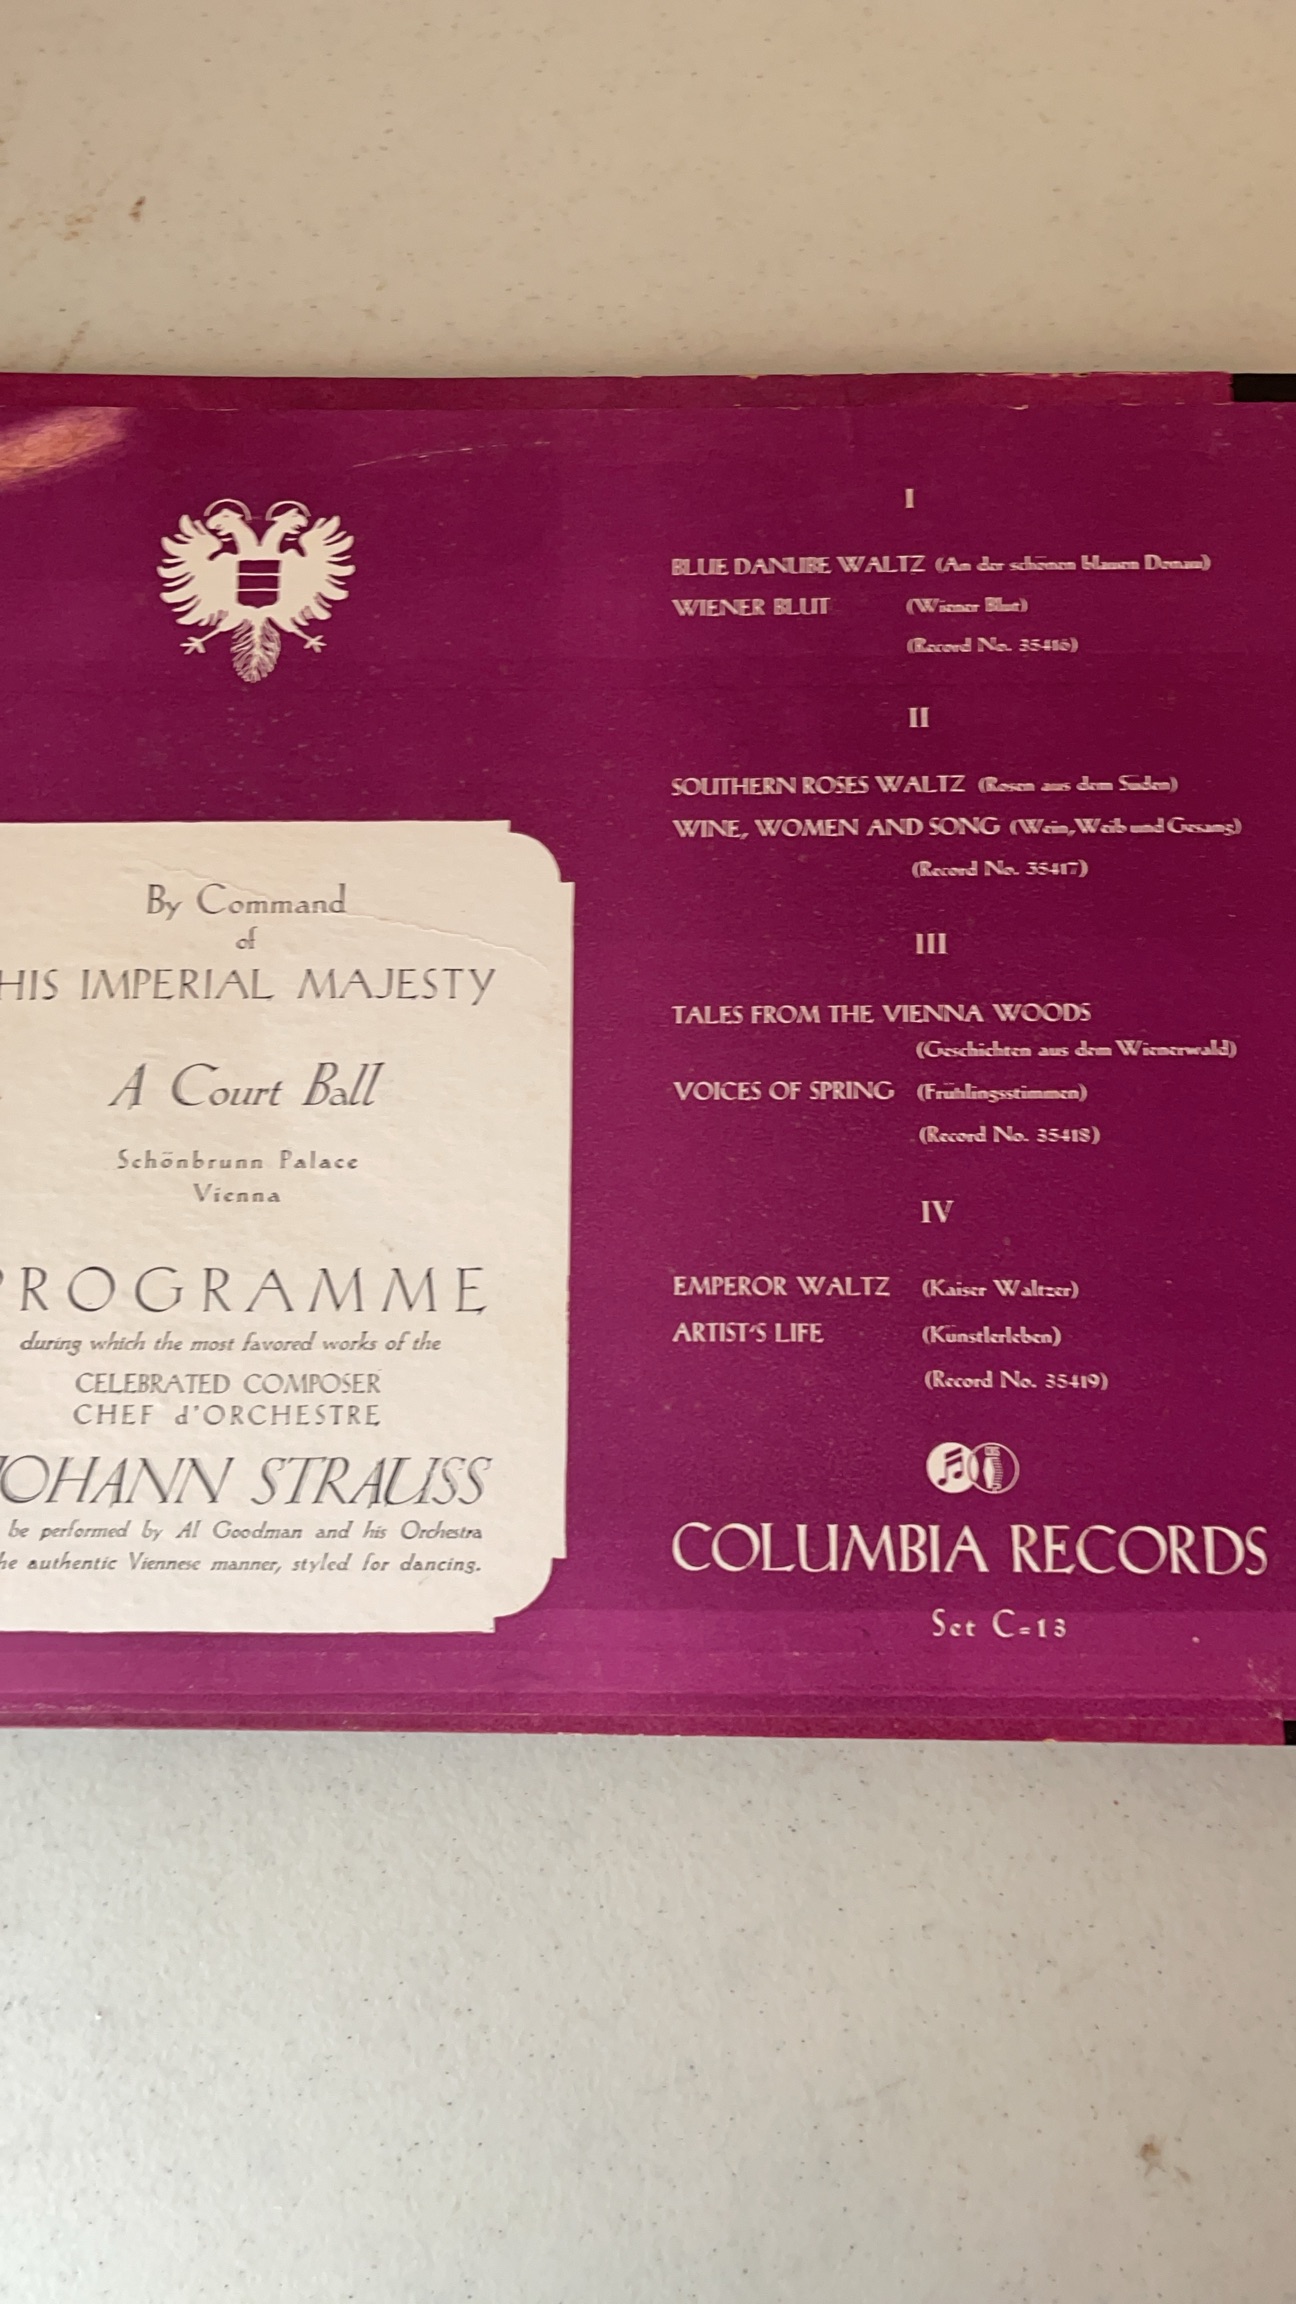 By Command
of
HIS IMPERIAL MAJESTY
A Court Ball
Schönbrunn Palace
Vienna
ROGRAMME
during which the most favored works of the
CELEBRATED COMPOSER
CHEF d'ORCHESTRE
JOHANN STRAUSS
be performed by Al Goodman and his Orchestra
he authentic Viennese manner, styled for dancing.
I
BLUE DANUBE WALTZ (An der schönen blauen Donau)
WIENER BLUT (Wiener Blut)
(Record No. 35416)
II
SOUTHERN ROSES WALTZ (Rosen aus dem Süden)
WINE, WOMEN AND SONG (Wein, Weib und Gesang)
(Record No. 35417)
III
TALES FROM THE VIENNA WOODS
(Geschichten aus dem Wienerwald)
VOICES OF SPRING (Frühlingsstimmen)
(Record No. 35418)
IV
EMPEROR WALTZ (Kaiser Waltzer)
ARTIST'S LIFE (Künstlerleben)
(Record No. 35419)
CBS
COLUMBIA RECORDS
Set C=13